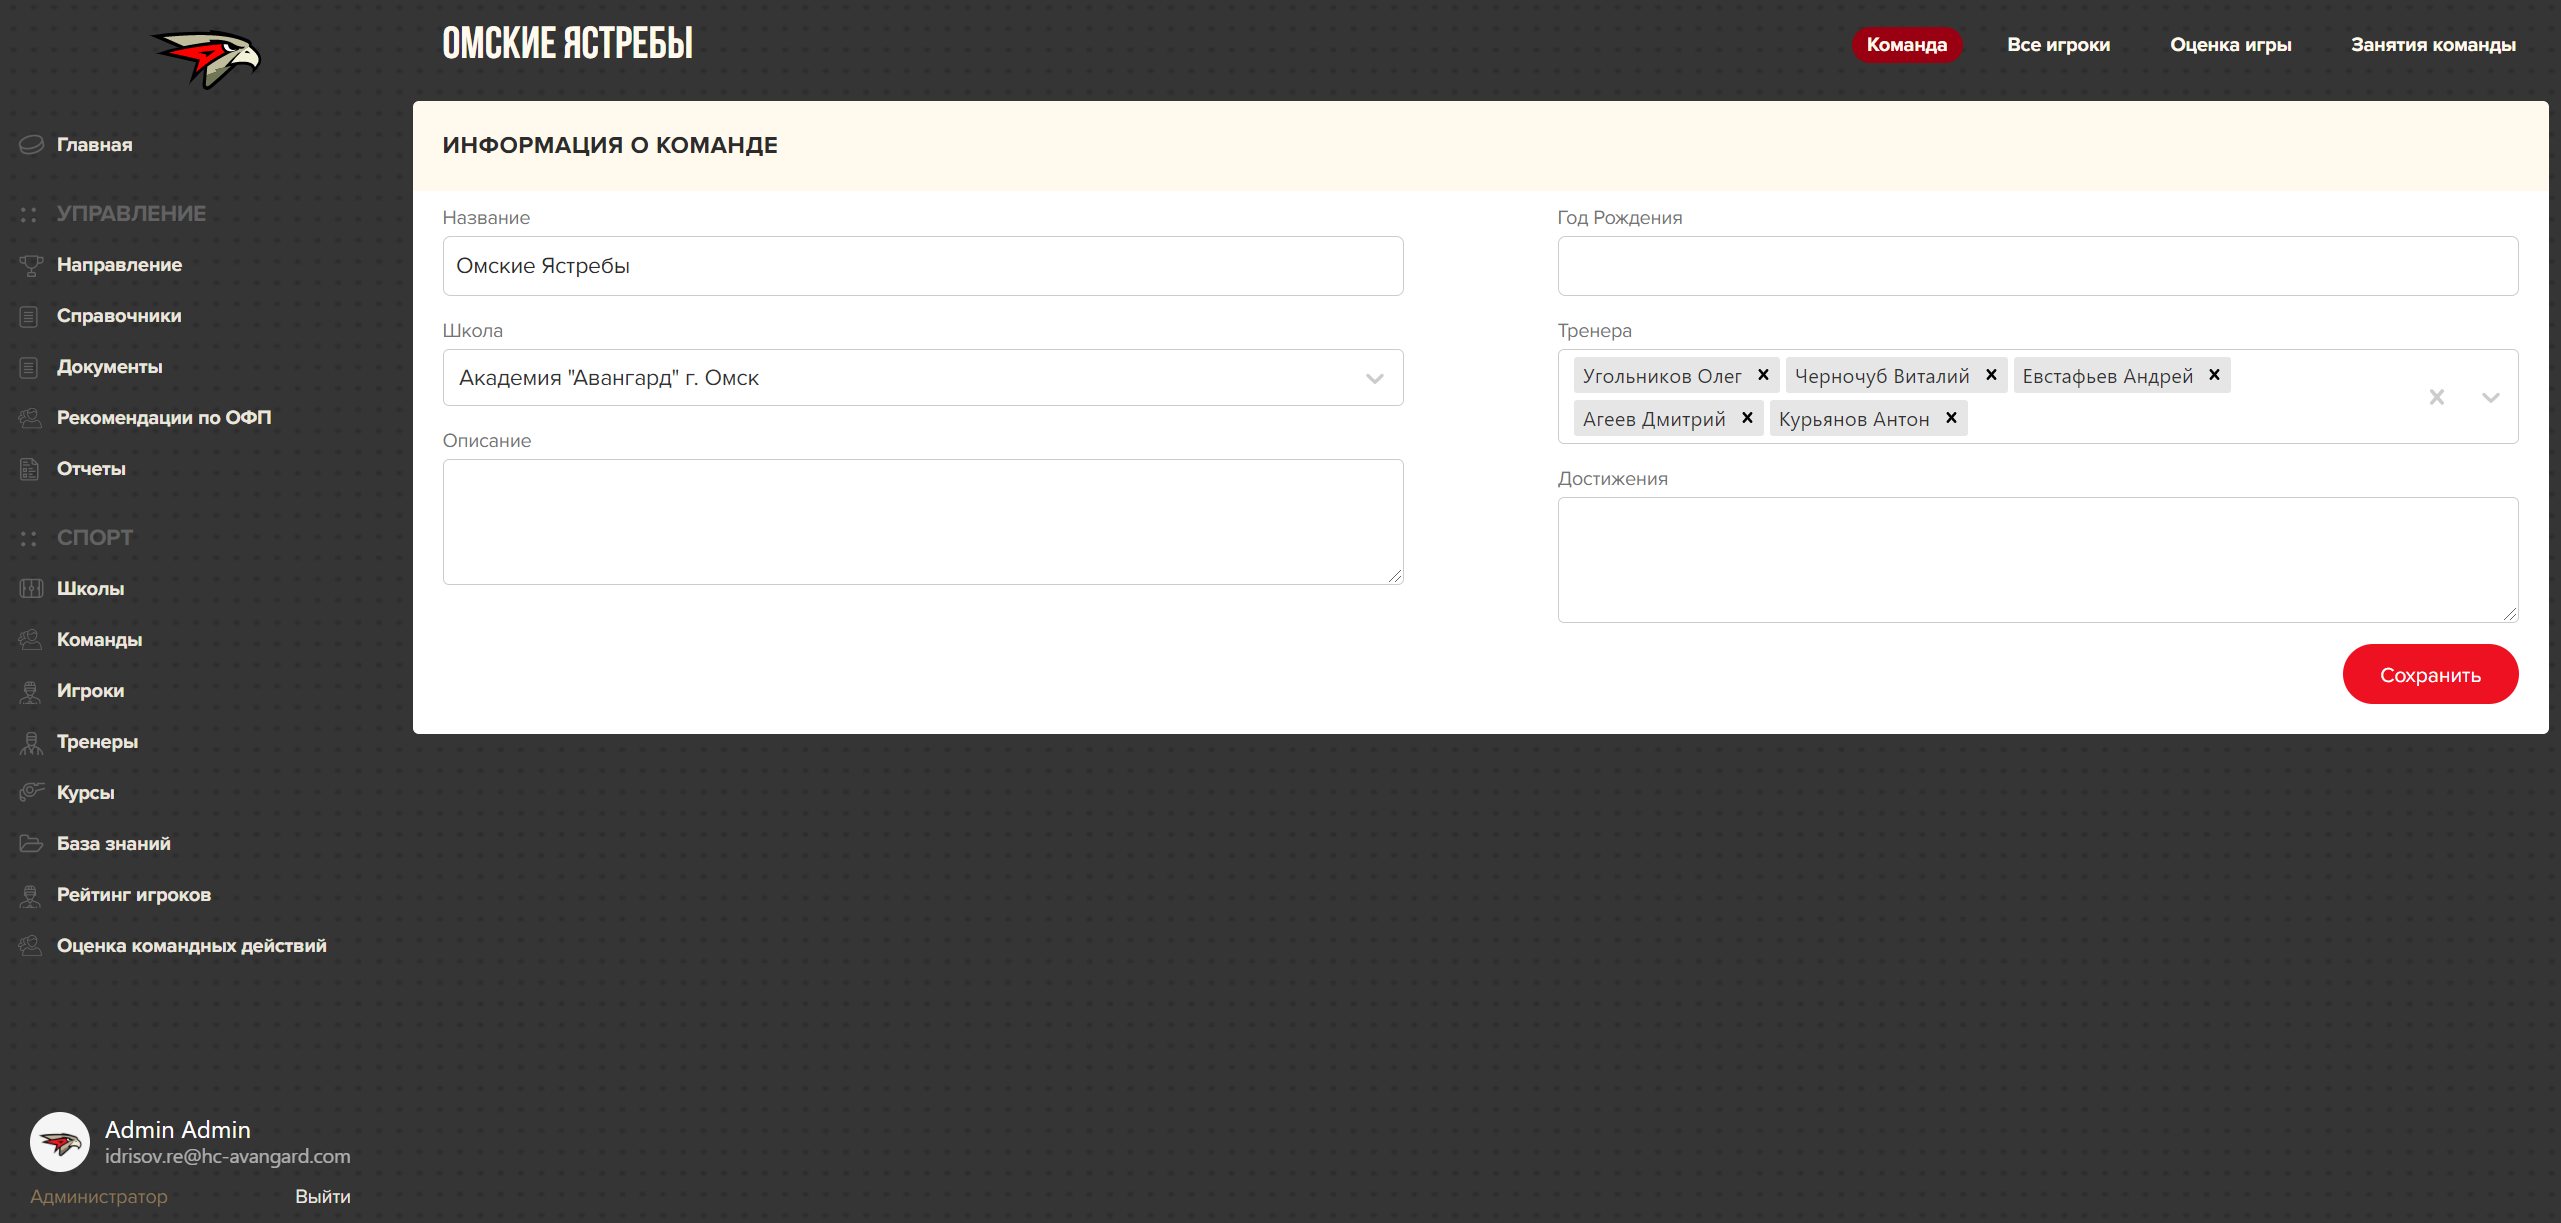 ОМСКИЕ ЯСТРЕБЫ
Команда
Все игроки
Оценка игры
Занятия команды
Главная
УПРАВЛЕНИЕ
Направление
Справочники
Документы
Рекомендации по ОФП
Отчеты
СПОРТ
Школы
Команды
Игроки
Тренеры
Курсы
База знаний
Рейтинг игроков
Оценка командных действий
Admin Admin
idrisov.re@hc-avangard.com
Администратор
Выйти
ИНФОРМАЦИЯ О КОМАНДЕ
Название
Омские Ястребы
Школа
Академия "Авангард" г. Омск
Описание
Год Рождения
Тренера
Угольников Олег
Черночуб Виталий
Евстафьев Андрей
Агеев Дмитрий
Курьянов Антон
Достижения
Сохранить